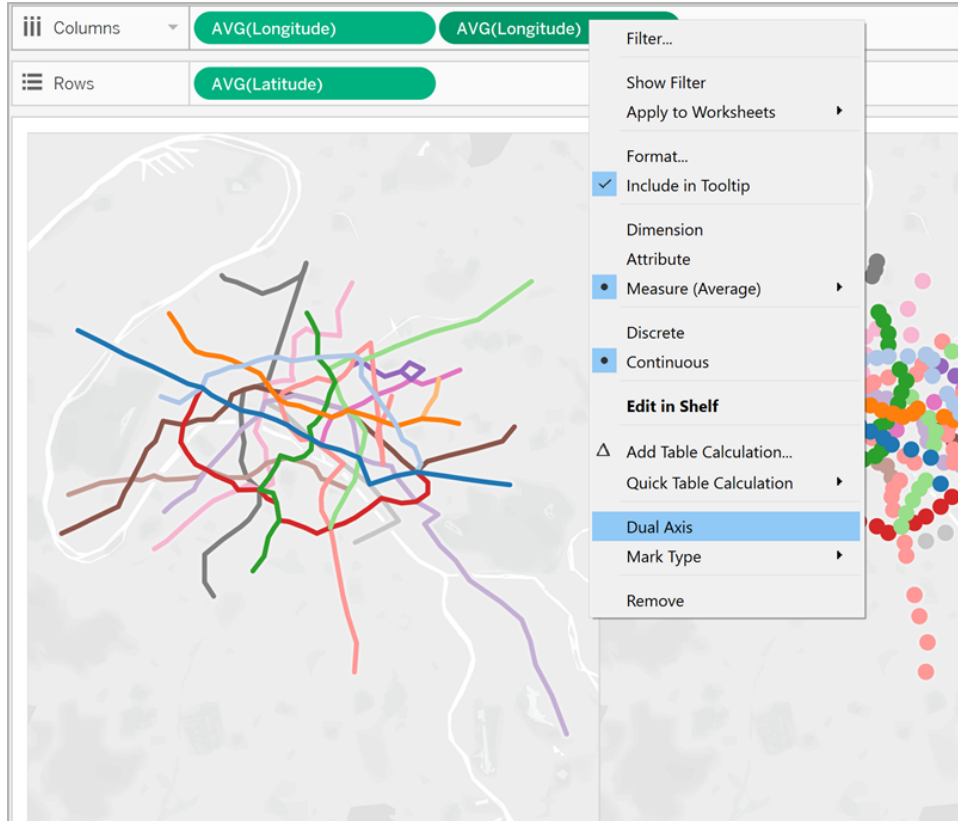 Columns
AVG(Longitude)
AVG(Longitude)
Rows
AVG(Latitude)
Filter...
Show Filter
Apply to Worksheets
Format...
Include in Tooltip
Dimension
Attribute
Measure (Average)
Discrete
Continuous
Edit in Shelf
Add Table Calculation...
Quick Table Calculation
Dual Axis
Mark Type
Remove